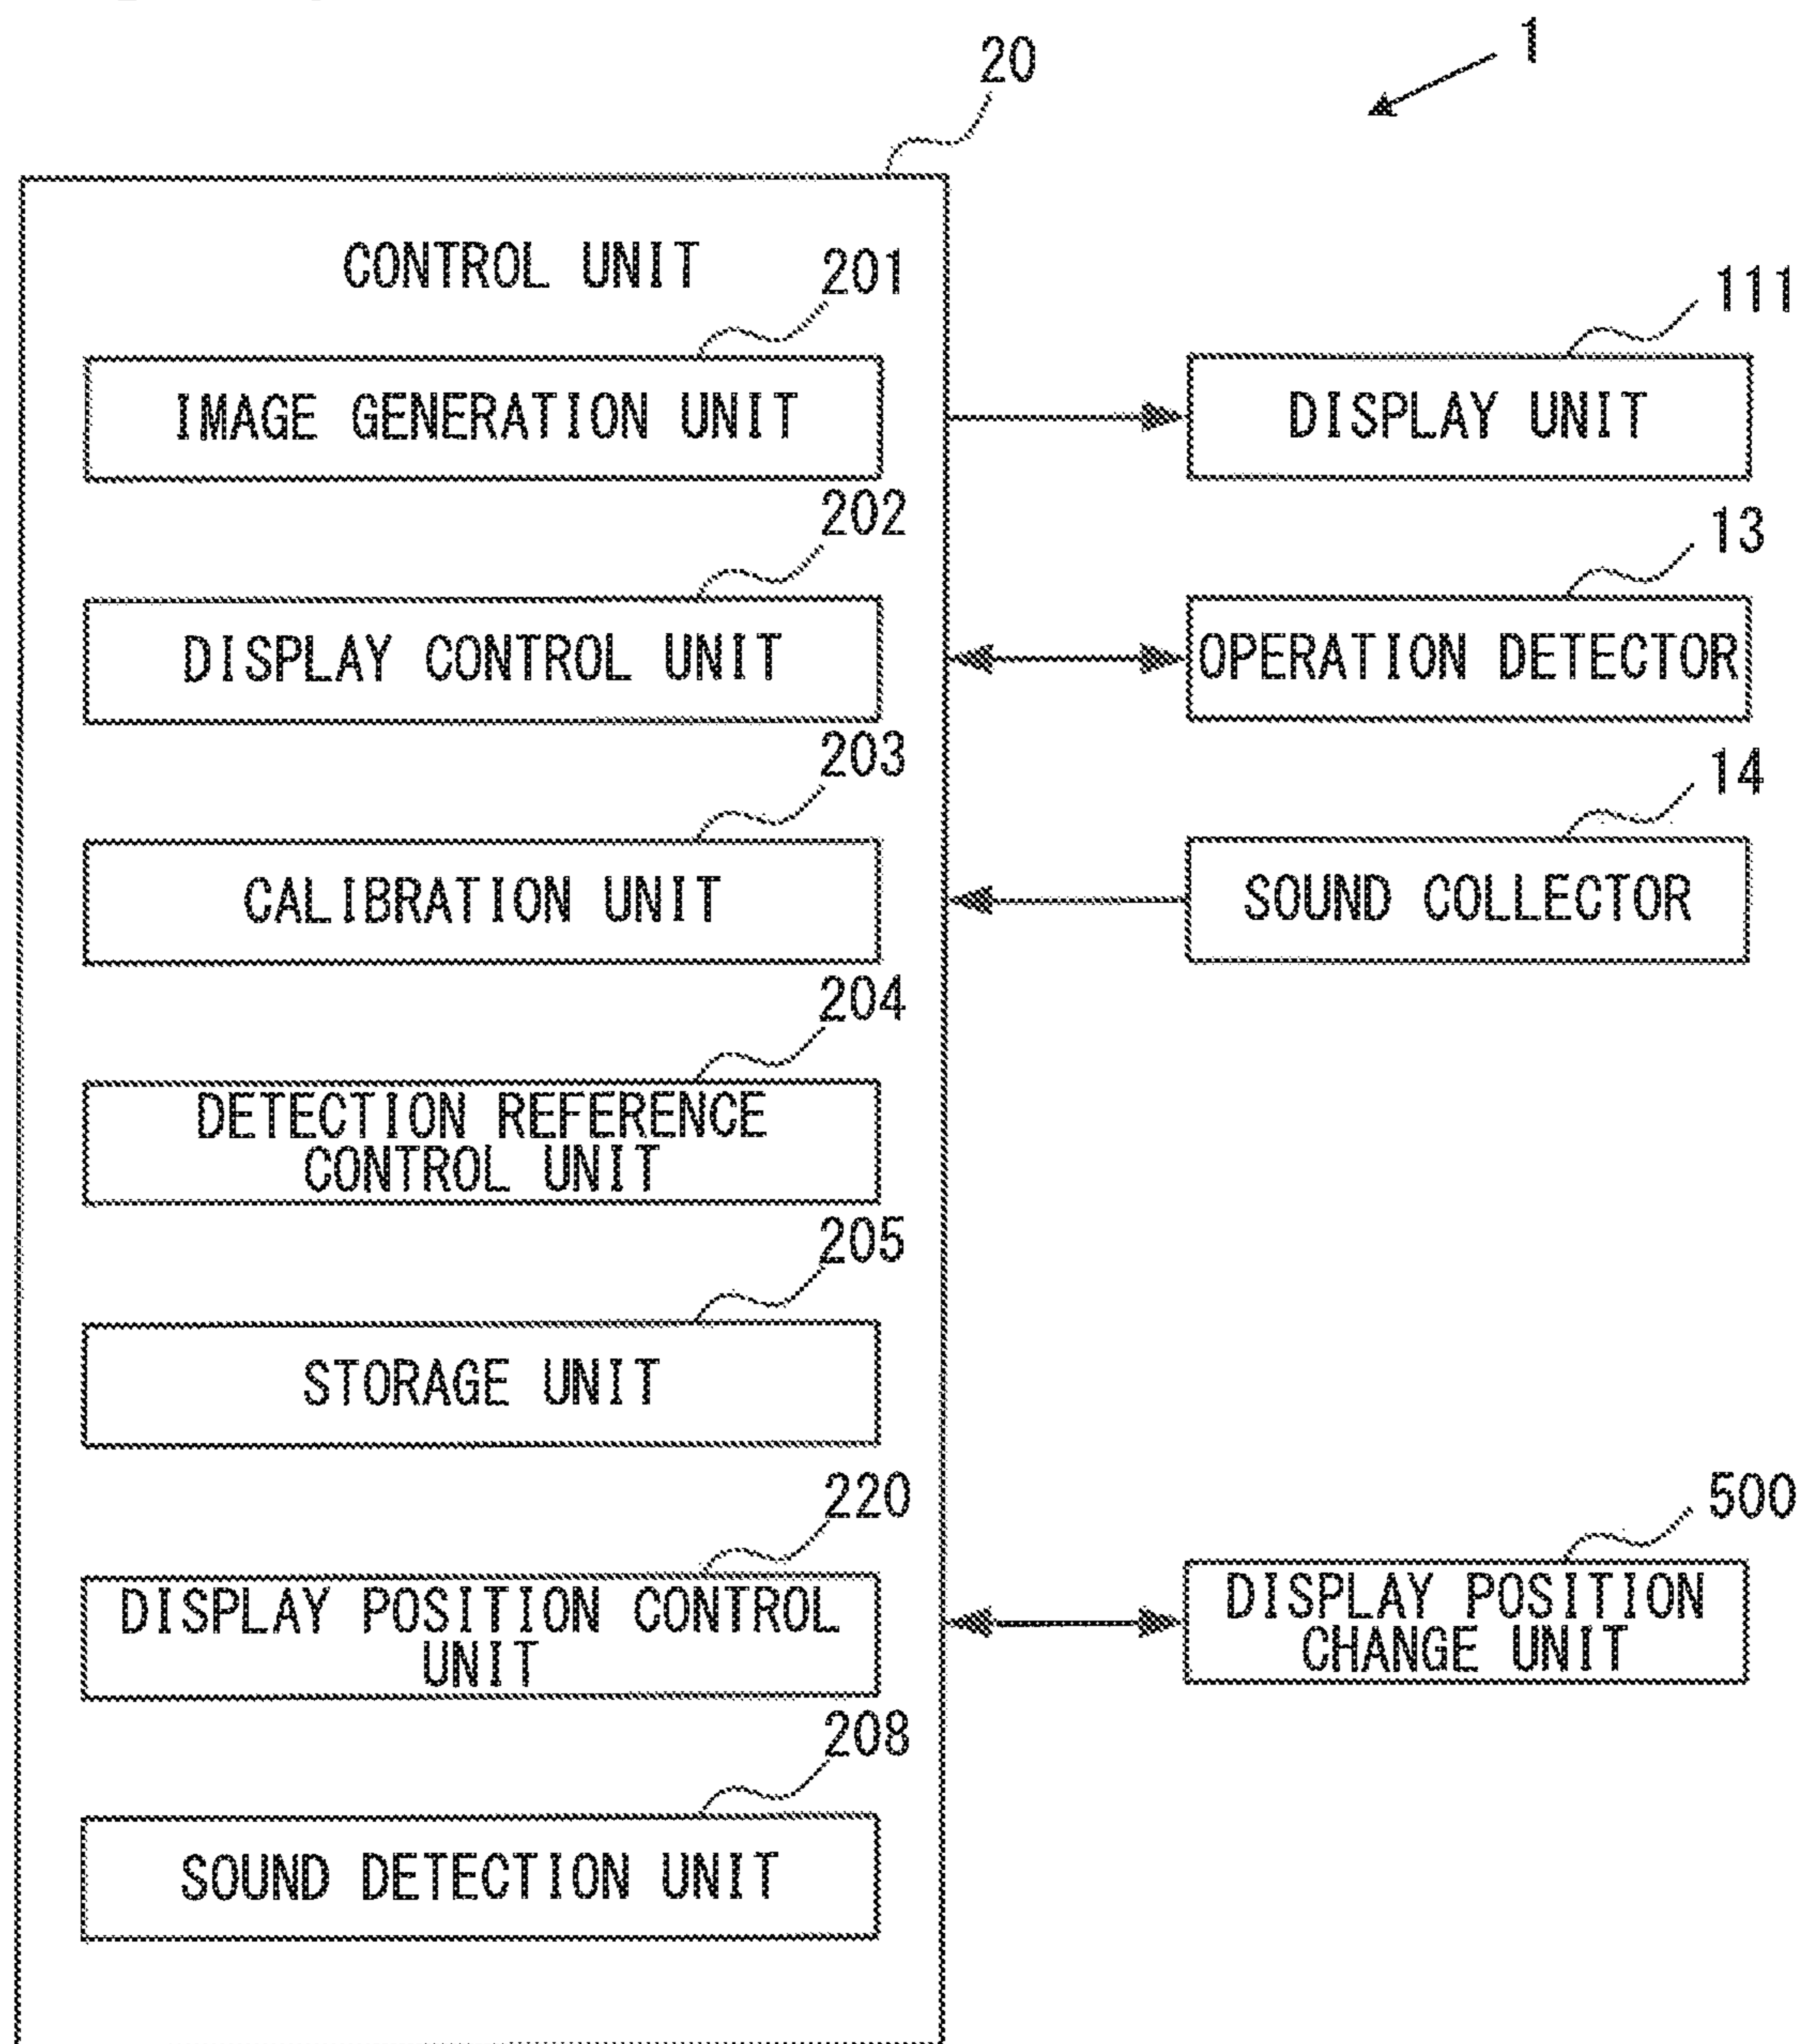 1
20
CONTROL UNIT
201
IMAGE GENERATION UNIT
111
DISPLAY UNIT
202
DISPLAY CONTROL UNIT
13
OPERATION DETECTOR
203
CALIBRATION UNIT
14
SOUND COLLECTOR
204
DETECTION REFERENCE
CONTROL UNIT
205
STORAGE UNIT
220
DISPLAY POSITION CONTROL
UNIT
500
DISPLAY POSITION
CHANGE UNIT
208
SOUND DETECTION UNIT